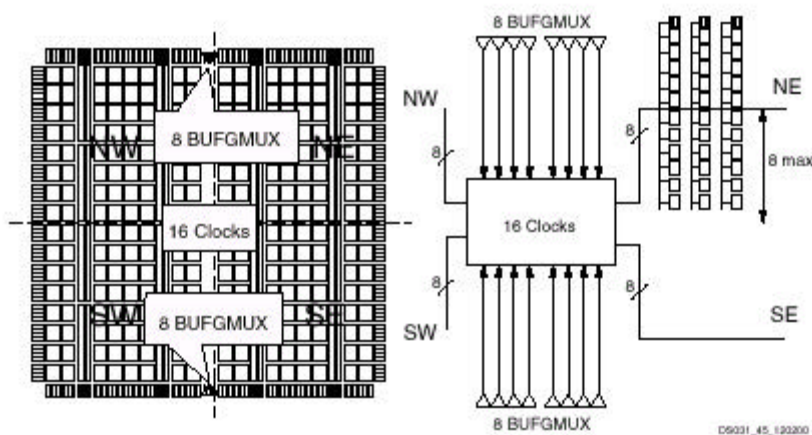 NW
NE
8 BUFGMUX
16 Clocks
SW
SE
8 BUFGMUX
8 BUFGMUX
NW
NE
8
8
8 max
16 Clocks
8
8
SW
SE
8 BUFGMUX
DS031_45_120200